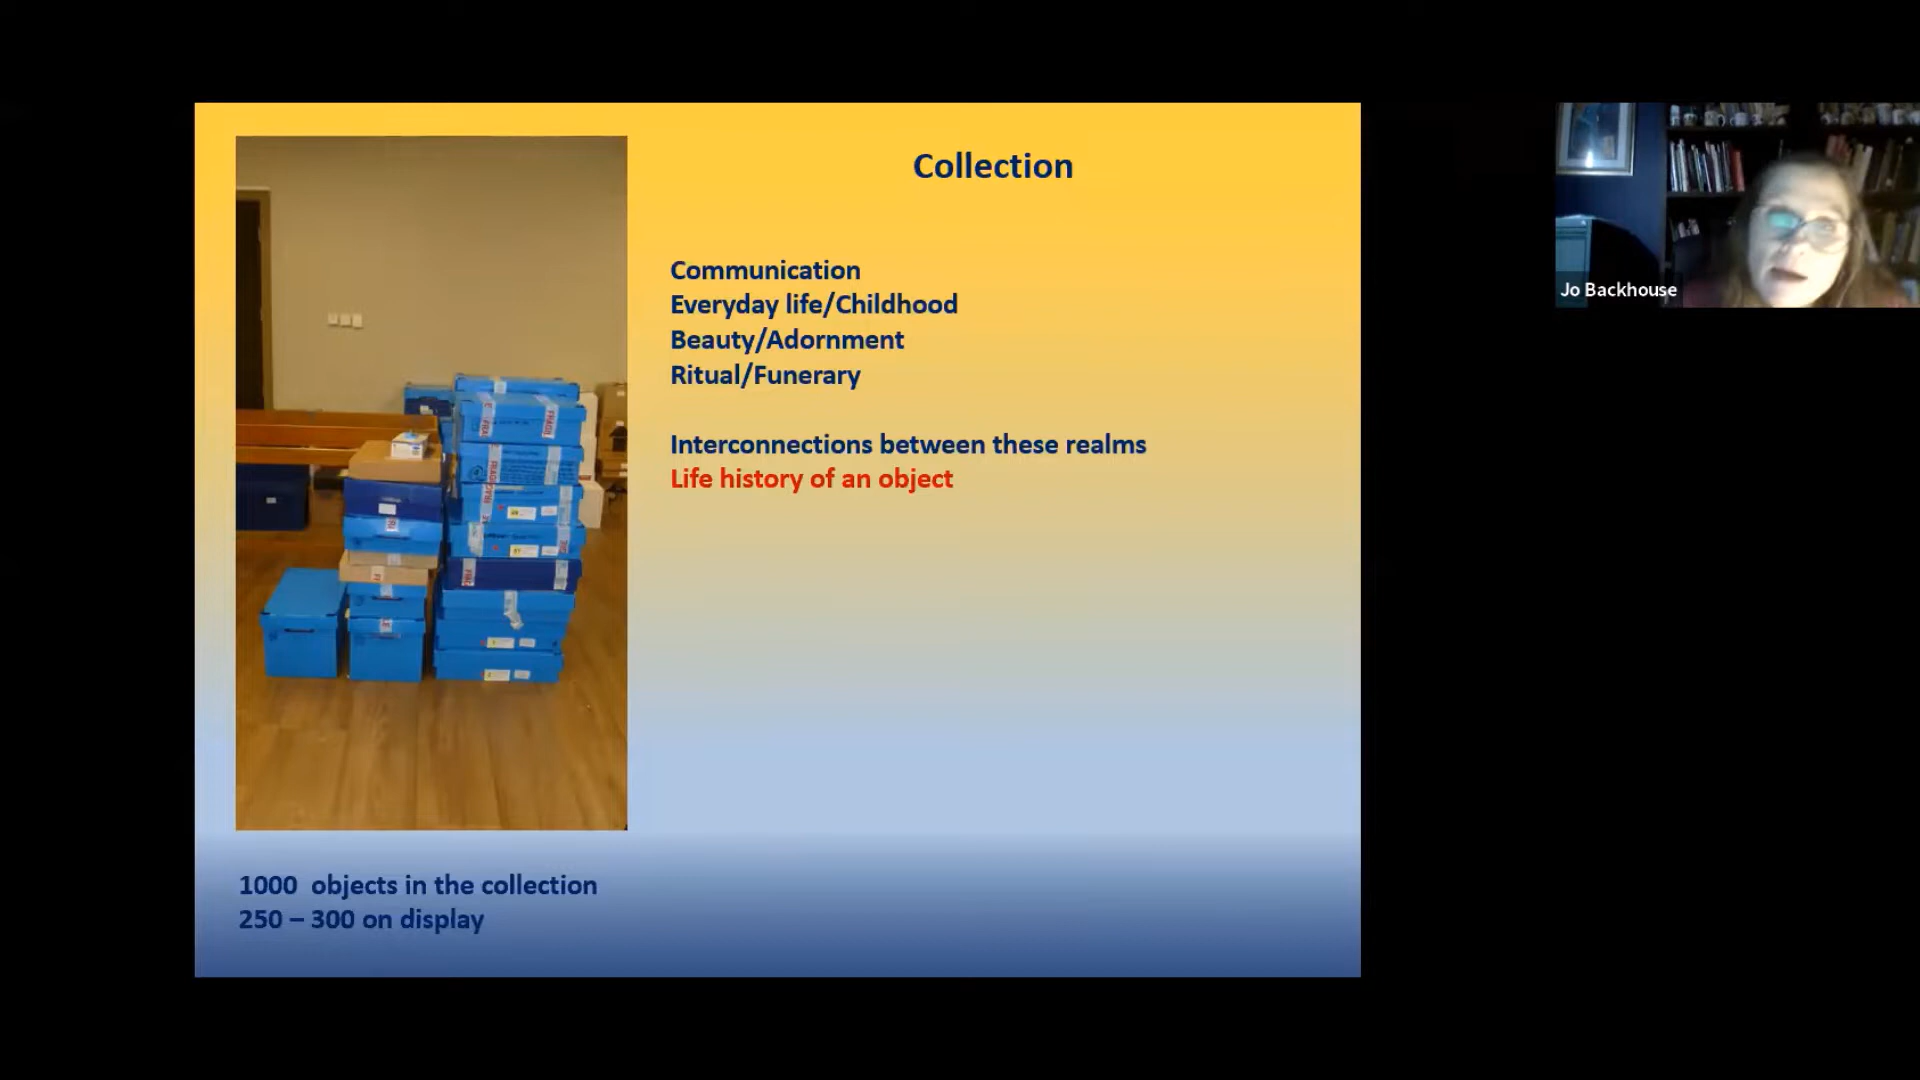 Collection
Communication
Everyday life/Childhood
Beauty/Adornment
Ritual/Funerary
Interconnections between these realms
Life history of an object
1000 objects in the collection
250 – 300 on display
Jo Backhouse